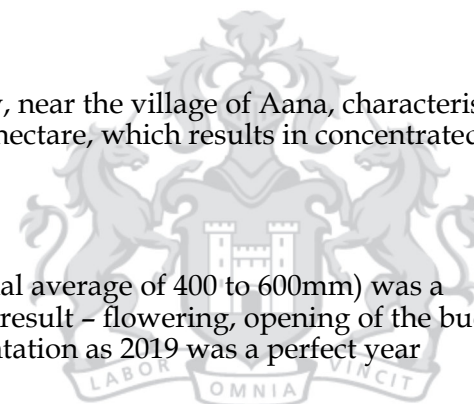 , near the village of Aana, characteris
hectare, which results in concentrated
al average of 400 to 600mm) was a
result – flowering, opening of the bu
ntation as 2019 was a perfect year
LABOR OMNIA VINCIT